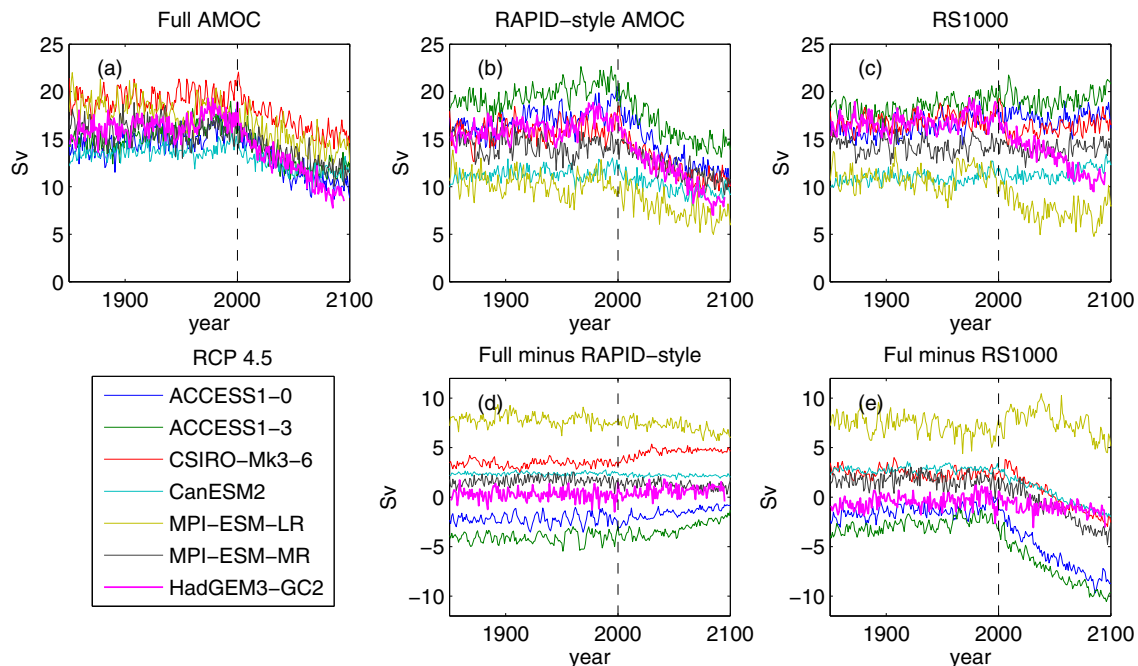 Full AMOC
RAPID−style AMOC
RS1000
(a)
(b)
(c)
25
20
15
10
5
0
Sv
1900
2000
2100
year
25
20
15
10
5
0
Sv
1900
2000
2100
year
25
20
15
10
5
0
Sv
1900
2000
2100
year
RCP 4.5
ACCESS1−0
ACCESS1−3
CSIRO−Mk3−6
CanESM2
MPI−ESM−LR
MPI−ESM−MR
HadGEM3−GC2
Full minus RAPID−style
(d)
10
5
0
−5
−10
Sv
1900
2000
2100
year
Ful minus RS1000
(e)
10
5
0
−5
−10
Sv
1900
2000
2100
year